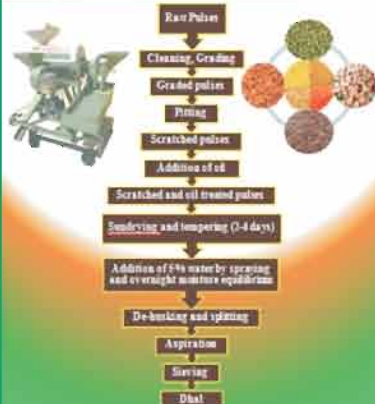 Raw Pulses
Cleaning, Grading
Graded pulses
Pitting
Scratched pulses
Addition of oil
Scratched and oil treated pulses
Sundrying and tempering (2-4 days)
Addition of 5% water by spraying
and overnight moisture equilibrium
De-husking and splitting
Aspiration
Sieving
Dhal